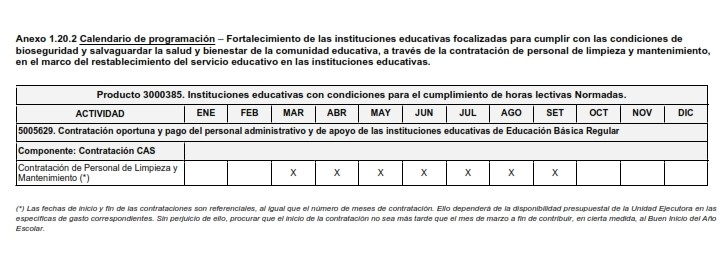 Anexo 1.20.2 Calendario de programación – Fortalecimiento de las instituciones educativas focalizadas para cumplir con las condiciones de
bioseguridad y salvaguardar la salud y bienestar de la comunidad educativa, a través de la contratación de personal de limpieza y mantenimiento,
en el marco del restablecimiento del servicio educativo en las instituciones educativas.
Producto 3000385. Instituciones educativas con condiciones para el cumplimiento de horas lectivas Normadas.
ACTIVIDAD ENE FEB MAR ABR MAY JUN JUL AGO SET OCT NOV DIC
5005629. Contratación oportuna y pago del personal administrativo y de apoyo de las instituciones educativas de Educación Básica Regular
Componente: Contratación CAS
Contratación de Personal de Limpieza y
Mantenimiento (*) X X X X X X X
(*) Las fechas de inicio y fin de las contrataciones son referenciales, al igual que el número de meses de contratación. Ello dependerá de la disponibilidad presupuestal de la Unidad Ejecutora en las
específicas de gasto correspondientes. Sin perjuicio de ello, procurar que el inicio de la contratación no sea más tarde que el mes de marzo a fin de contribuir, en cierta medida, al Buen Inicio del Año
Escolar.